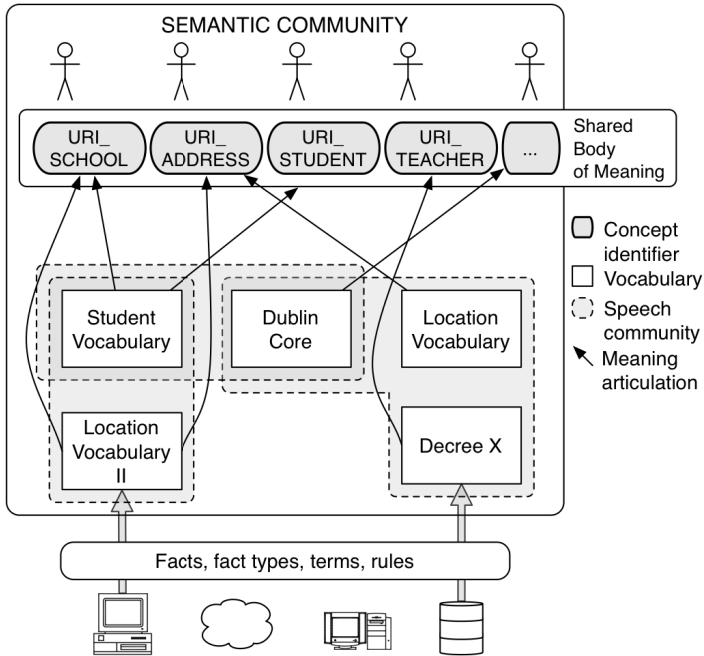 SEMANTIC COMMUNITY
URI_
SCHOOL
URI_
ADDRESS
URI_
STUDENT
URI_
TEACHER
...
Shared
Body
of Meaning
Concept
identifier
Vocabulary
Speech
community
Meaning
articulation
Student
Vocabulary
Dublin
Core
Location
Vocabulary
Location
Vocabulary
II
Decree X
Facts, fact types, terms, rules